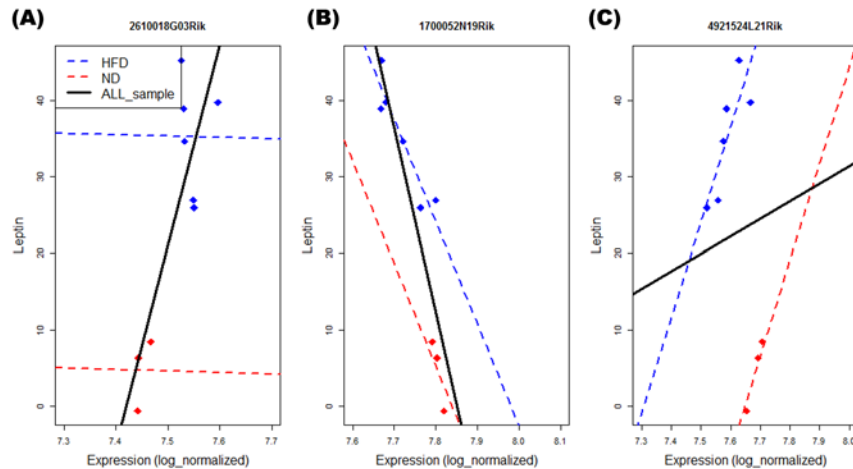 (A) 2610018G03Rik
HFD
ND
ALL_sample
Leptin
40
30
20
10
0
7.3 7.4 7.5 7.6 7.7
Expression (log_normalized)
(B) 1700052N19Rik
Leptin
40
30
20
10
0
7.6 7.7 7.8 7.9 8.0 8.1
Expression (log_normalized)
(C) 4921524L21Rik
Leptin
40
30
20
10
0
7.3 7.4 7.5 7.6 7.7 7.8 7.9 8.0
Expression (log_normalized)